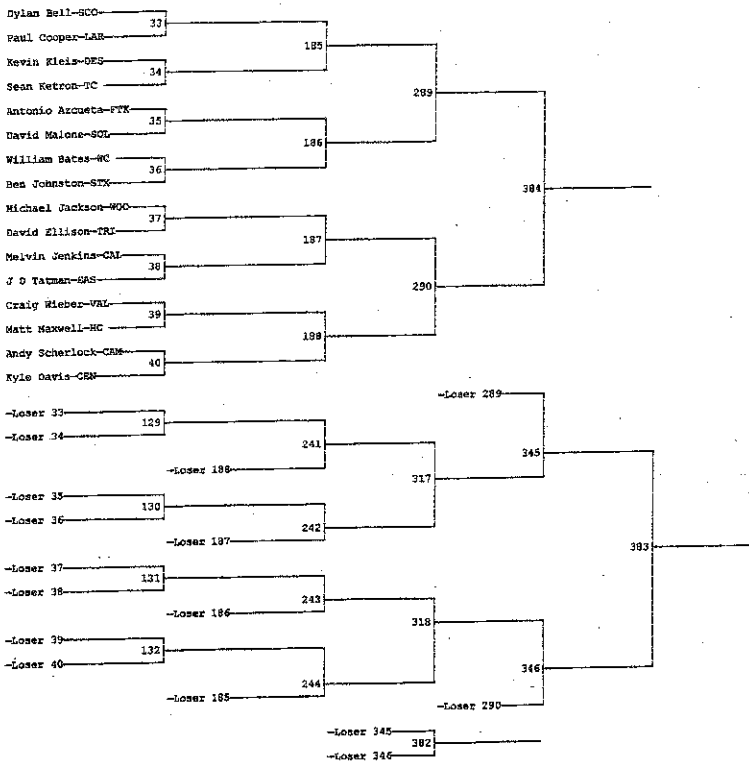 Dylan Bell-SCO
33
Paul Cooper-LAR
185
Kevin Kleis-DES
34
Sean Ketron-TC
289
Antonio Azcueta-FTK
35
David Malone-SOL
186
William Bates-WC
36
Ben Johnston-STX
384
Michael Jackson-WOO
37
David Ellison-TRI
187
Melvin Jenkins-CAL
38
J D Tatman-EAS
290
Craig Wieber-VAL
39
Matt Maxwell-HG
188
Andy Scherlock-CAM
40
Kyle Davis-CEN
-Loser 289
-Loser 33
129
-Loser 34
241
345
-Loser 188
317
-Loser 35
130
-Loser 36
242
-Loser 187
383
-Loser 37
131
-Loser 38
243
-Loser 186
318
-Loser 39
132
-Loser 40
346
244
-Loser 185
-Loser 290
-Loser 345
382
-Loser 346